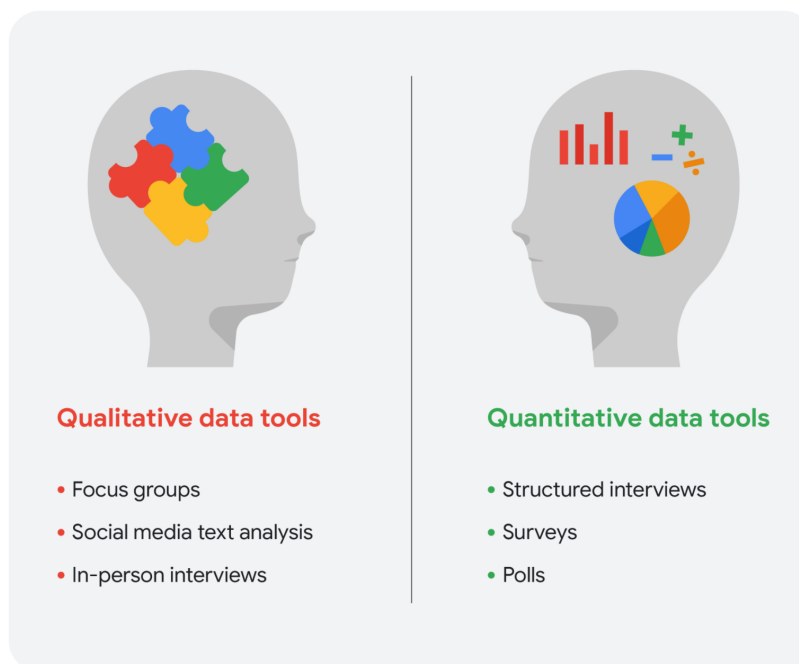 Qualitative data tools
• Focus groups
• Social media text analysis
• In-person interviews
Quantitative data tools
• Structured interviews
• Surveys
• Polls